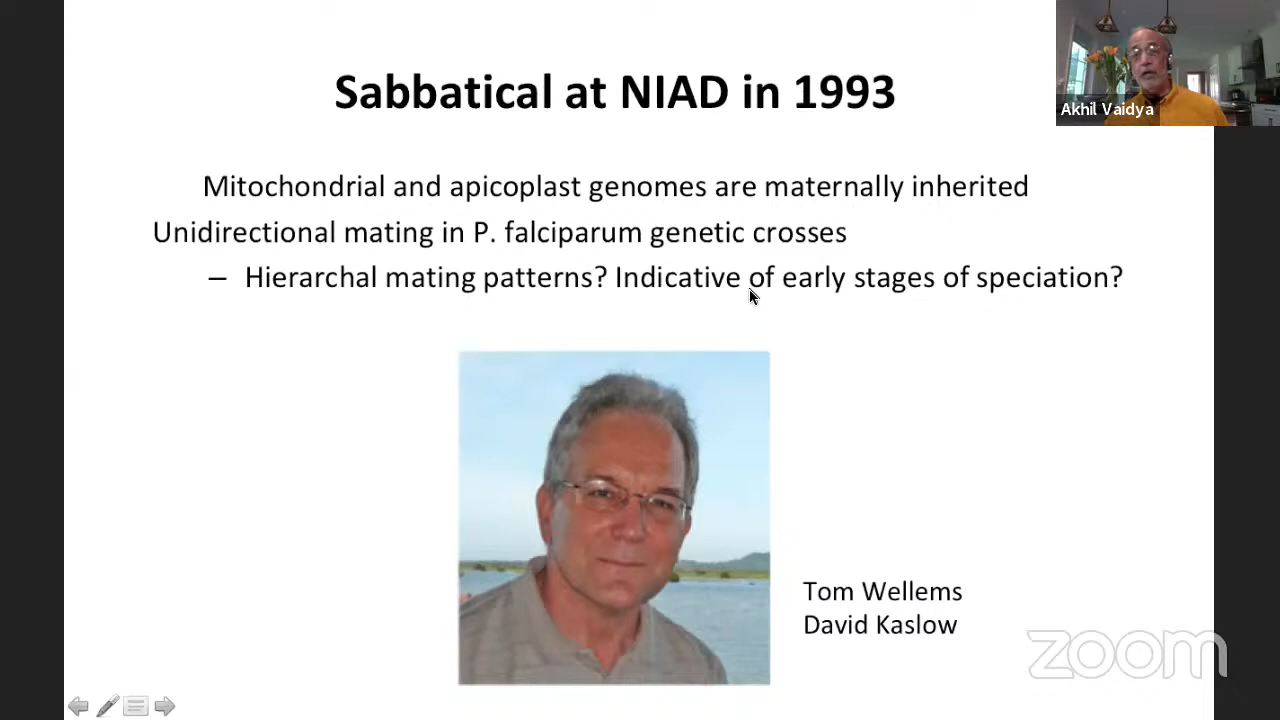 Sabbatical at NIAD in 1993
Akhil Vaidya
Mitochondrial and apicoplast genomes are maternally inherited
Unidirectional mating in P. falciparum genetic crosses
– Hierarchal mating patterns? Indicative of early stages of speciation?
Tom Wellems
David Kaslow
zoom